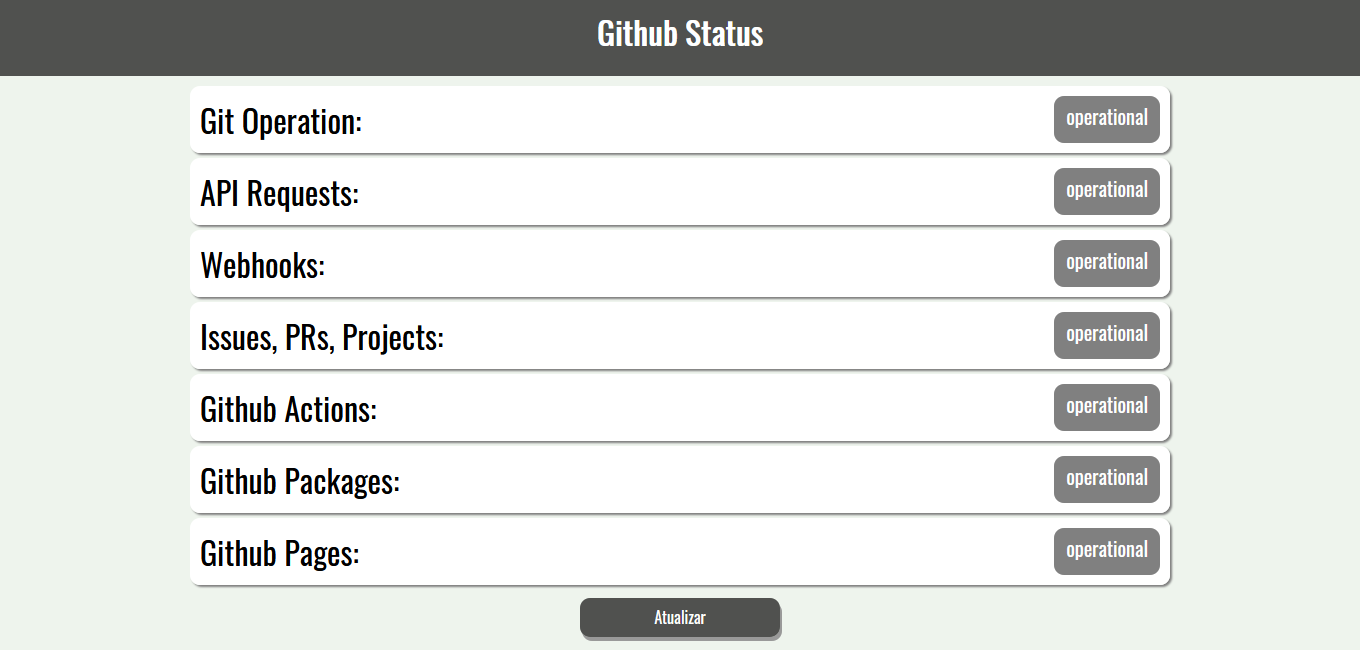 Github Status
Git Operation: operational
API Requests: operational
Webhooks: operational
Issues, PRs, Projects: operational
Github Actions: operational
Github Packages: operational
Github Pages: operational
Atualizar